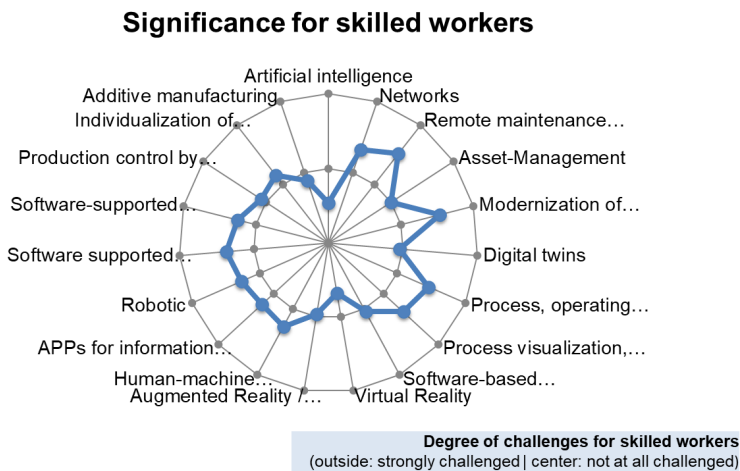 Significance for skilled workers
Artificial intelligence
Additive manufacturing
Networks
Individualization of…
Remote maintenance…
Production control by…
Asset-Management
Software-supported…
Modernization of…
Software supported…
Digital twins
Robotic
Process, operating…
APPs for information…
Process visualization,…
Human-machine…
Software-based…
Augmented Reality /…
Virtual Reality
Degree of challenges for skilled workers
(outside: strongly challenged | center: not at all challenged)